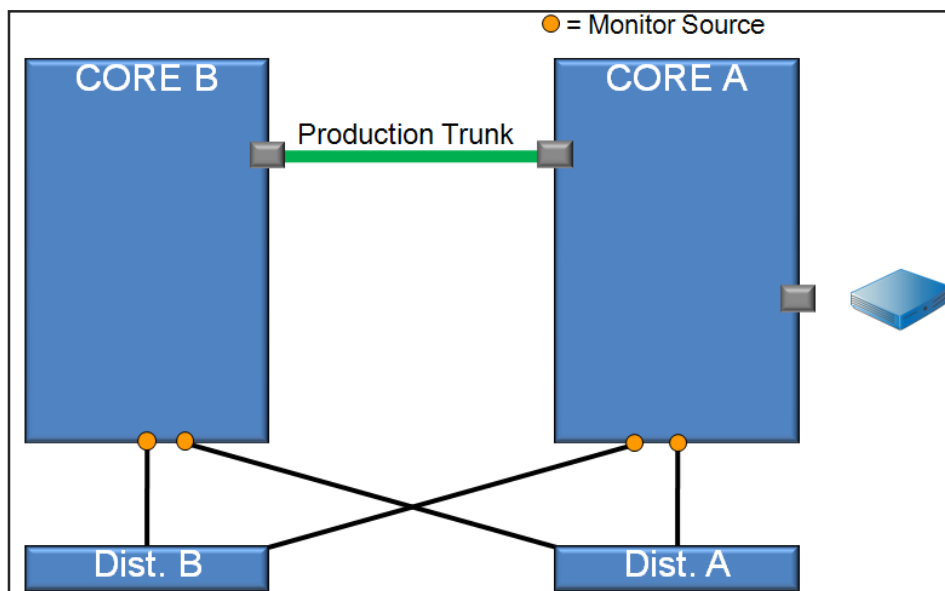 = Monitor Source
CORE B
CORE A
Production Trunk
Dist. B
Dist. A